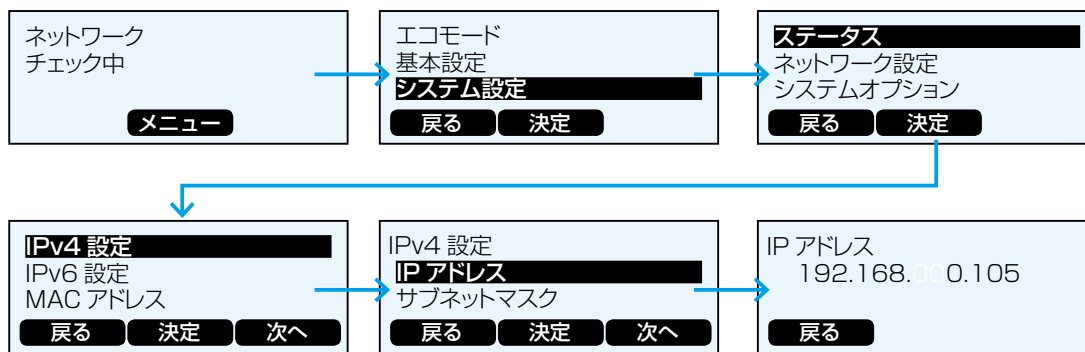 ネットワーク
チェック中
メニュー
エコモード
基本設定
システム設定
戻る 決定
ステータス
ネットワーク設定
システムオプション
戻る 決定
IPv4 設定
IPv6 設定
MAC アドレス
戻る 決定 次へ
IPv4 設定
IP アドレス
サブネットマスク
戻る 決定 次へ
IP アドレス
192.168.000.105
戻る